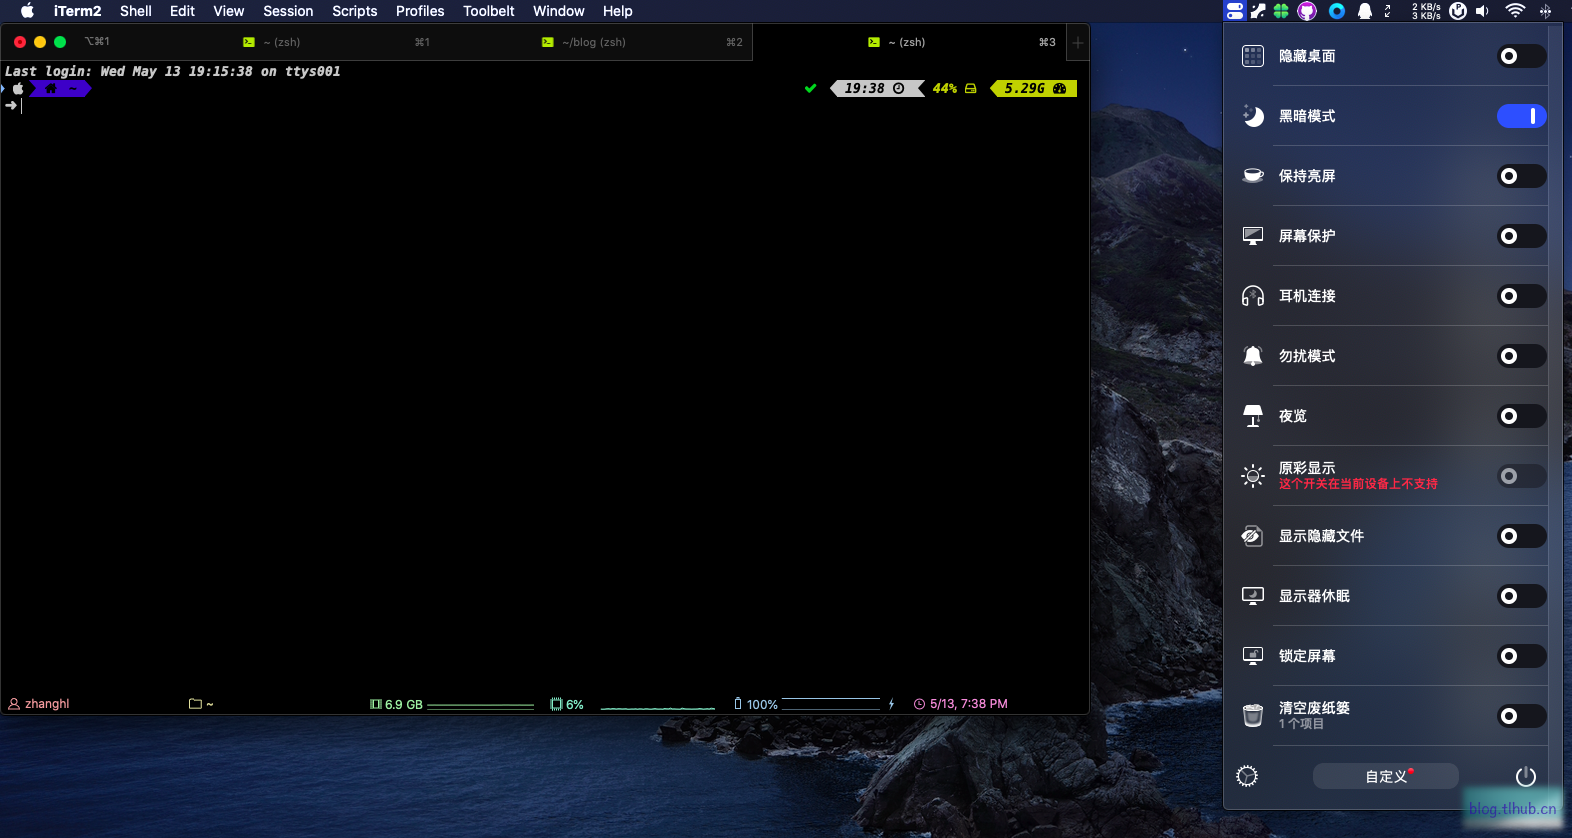 iTerm2 Shell Edit View Session Scripts Profiles Toolbelt Window Help
2 KB/s
3 KB/s
⌥⌘1 ~ (zsh) ⌘1 ~/blog (zsh) ⌘2 ~ (zsh) ⌘3
Last login: Wed May 13 19:15:38 on ttys001
~ 19:38 44% 5.29G
隐藏桌面
黑暗模式
保持亮屏
屏幕保护
耳机连接
勿扰模式
夜览
原彩显示
这个开关在当前设备上不支持
显示隐藏文件
显示器休眠
锁定屏幕
清空废纸篓
1 个项目
自定义
zhanghl ~ 6.9 GB 6% 100% 5/13, 7:38 PM
blog.tlhub.cn